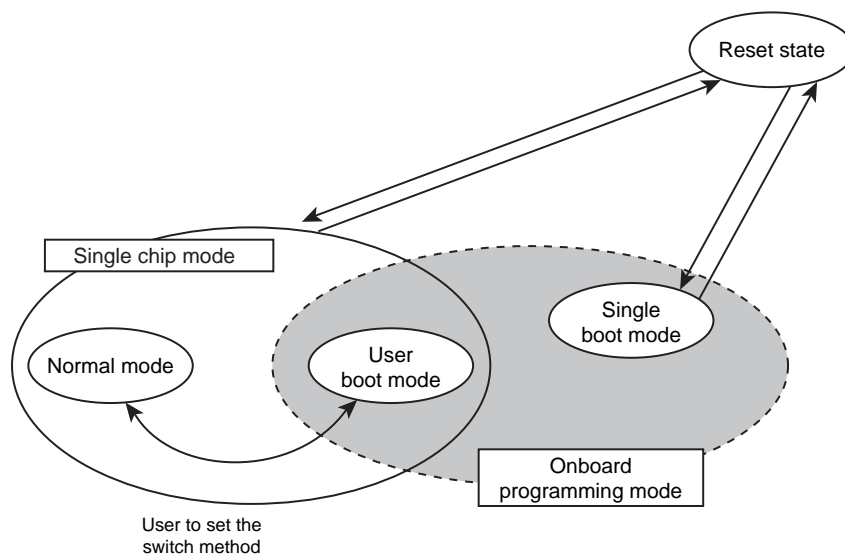 Reset state
Single chip mode
Single
boot mode
Normal mode
User
boot mode
Onboard
programming mode
User to set the
switch method